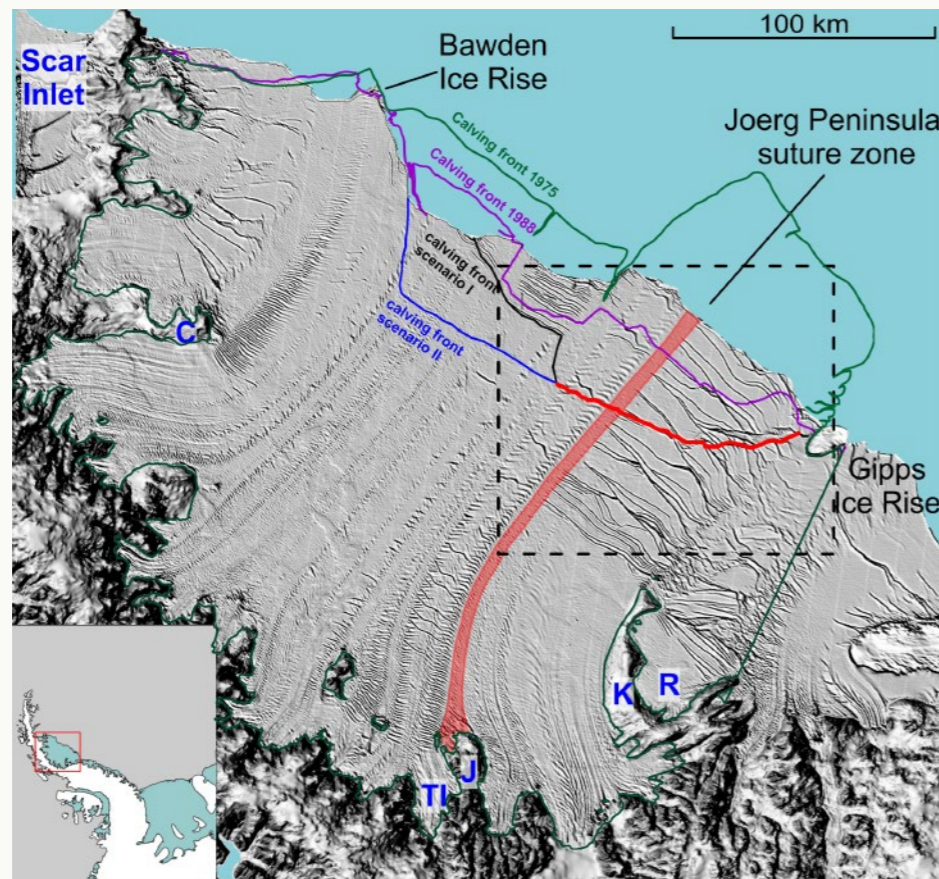 100 km
Scar
Inlet
Bawden
Ice Rise
Joerg Peninsula
suture zone
Calving front 1975
Calving front 1988
calving front
scenario I
calving front
scenario II
C
Gipps
Ice Rise
K
R
J
TI